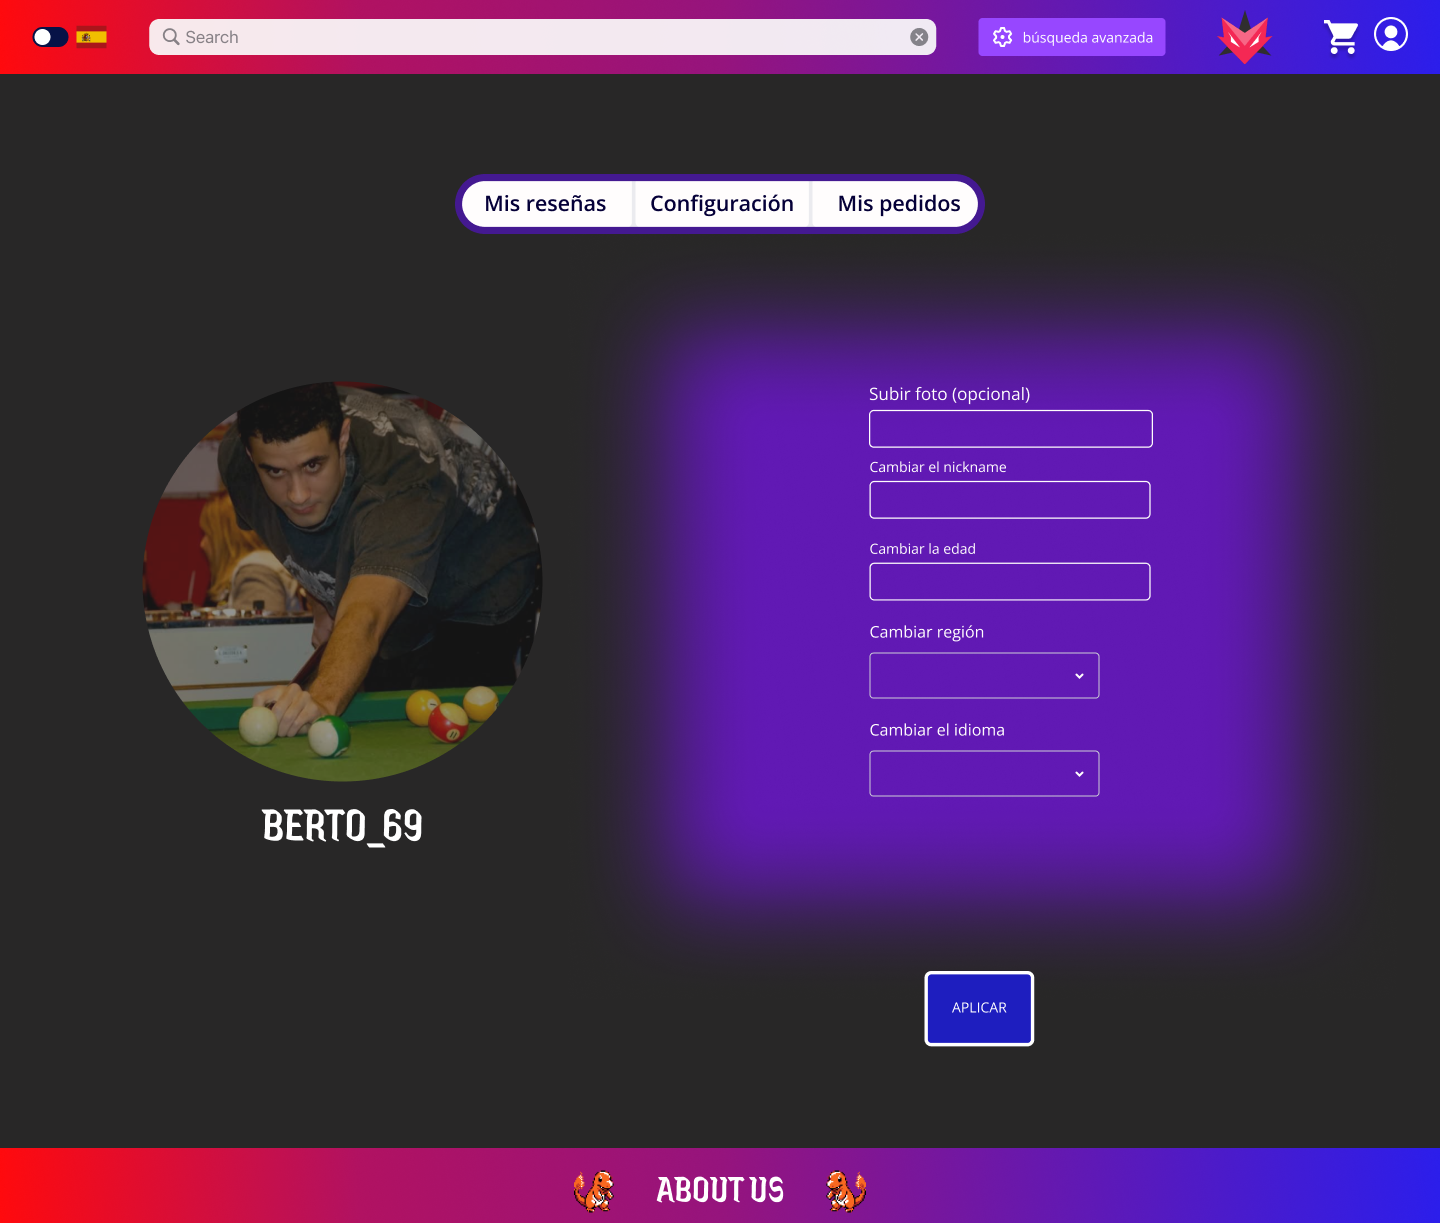 Search
búsqueda avanzada
Mis reseñas
Configuración
Mis pedidos
Subir foto (opcional)
Cambiar el nickname
Cambiar la edad
Cambiar región
Cambiar el idioma
BERTO_69
APLICAR
ABOUT US